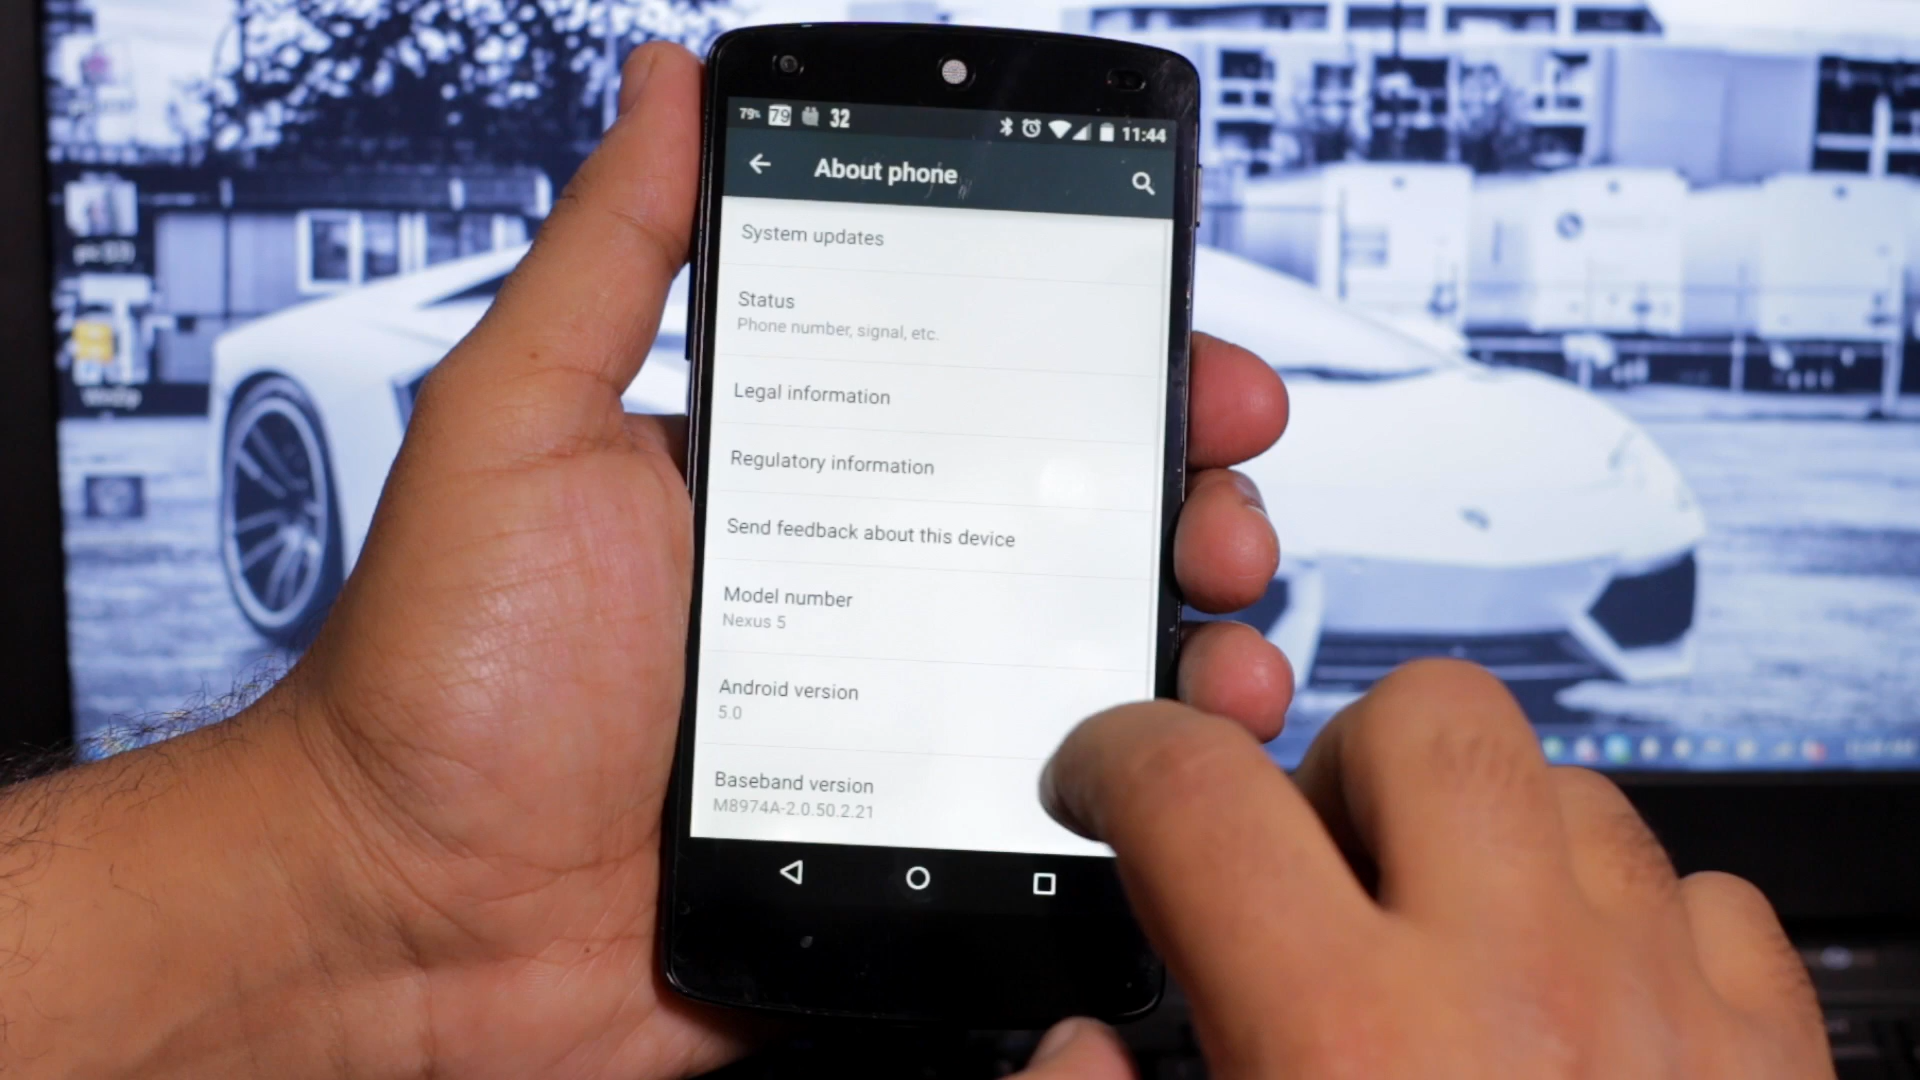 79% 79 32 11:44
About phone
System updates
Status
Phone number, signal, etc.
Legal information
Regulatory information
Send feedback about this device
Model number
Nexus 5
Android version
5.0
Baseband version
M8974A-2.0.50.2.21